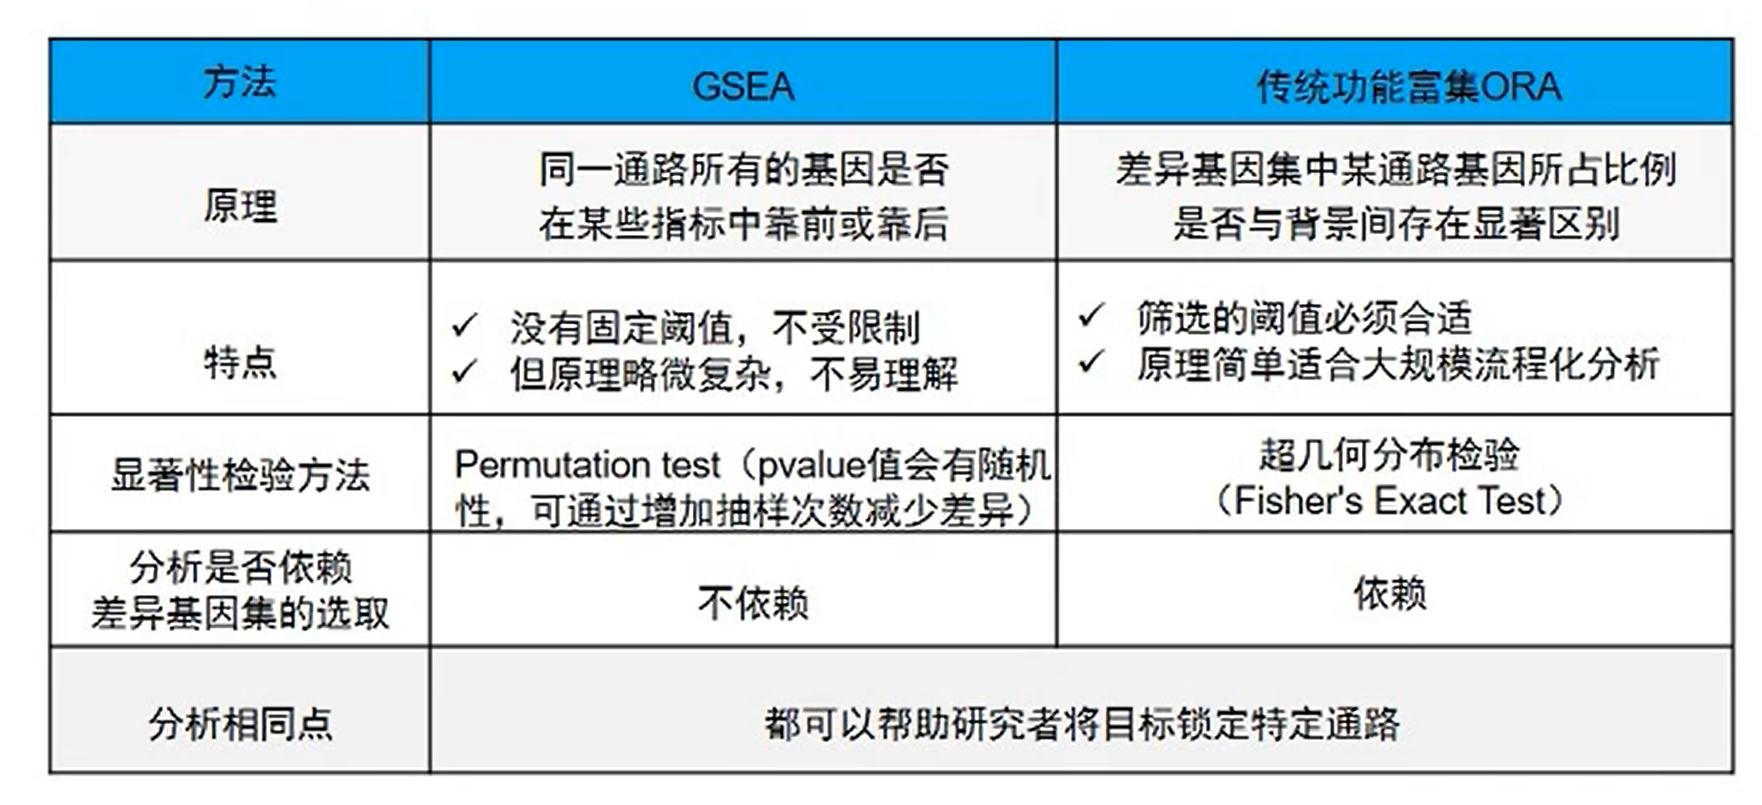 方法
GSEA
传统功能富集ORA
原理
同一通路所有的基因是否
在某些指标中靠前或靠后
差异基因集中某通路基因所占比例
是否与背景间存在显著区别
特点
✓ 没有固定阈值，不受限制
✓ 但原理略微复杂，不易理解
✓ 筛选的阈值必须合适
✓ 原理简单适合大规模流程化分析
显著性检验方法
Permutation test（pvalue值会有随机
性，可通过增加抽样次数减少差异）
超几何分布检验
（Fisher's Exact Test）
分析是否依赖
差异基因集的选取
不依赖
依赖
分析相同点
都可以帮助研究者将目标锁定特定通路